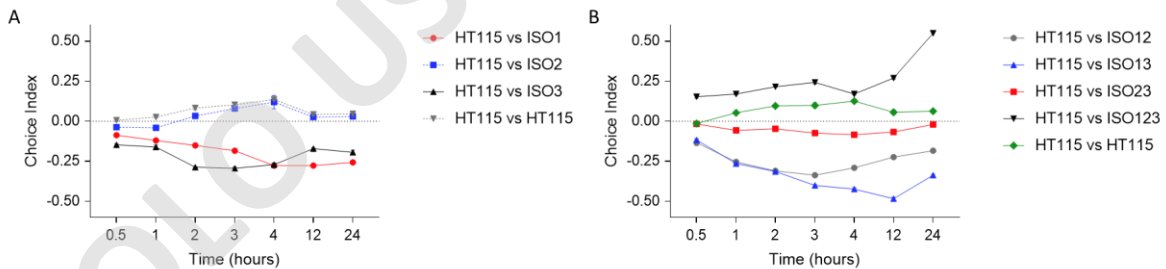 A
0.50
0.25
0.00
-0.25
-0.50
Choice Index
0.5 1 2 3 4 12 24
Time (hours)
HT115 vs ISO1
HT115 vs ISO2
HT115 vs ISO3
HT115 vs HT115
B
0.50
0.25
0.00
-0.25
-0.50
Choice Index
0.5 1 2 3 4 12 24
Time (hours)
HT115 vs ISO12
HT115 vs ISO13
HT115 vs ISO23
HT115 vs ISO123
HT115 vs HT115
OLO US